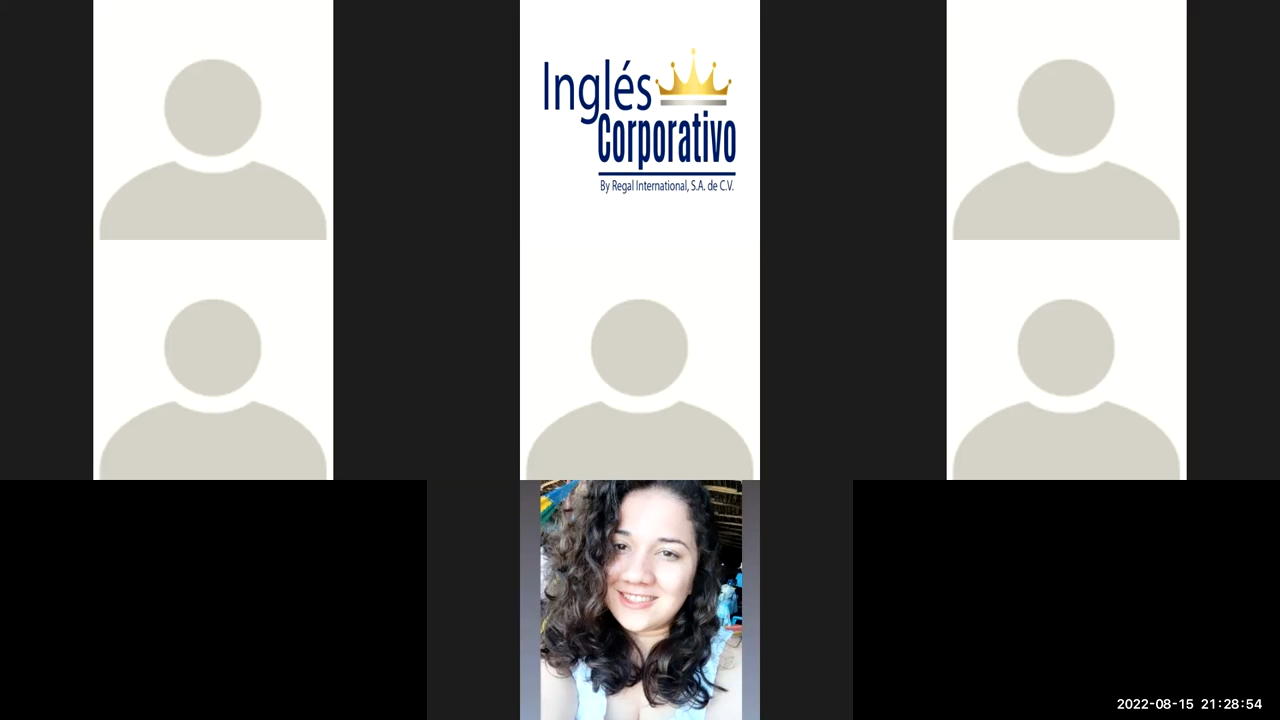 Inglés
Corporativo
By Regal International, S.A. de C.V.
2022-08-15 21:28:54